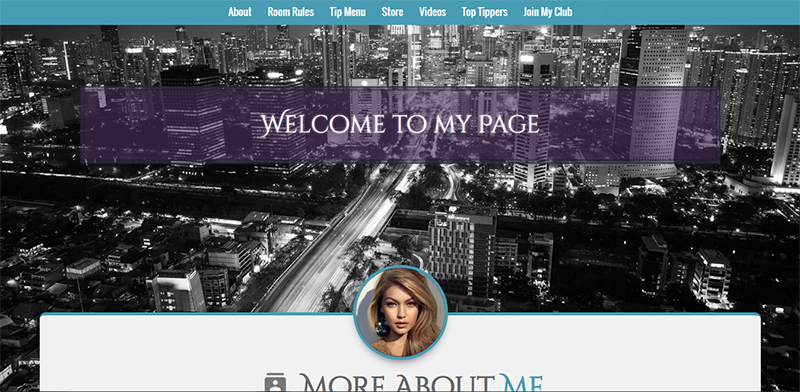 About Room Rules Tip Menu Store Videos Top Tippers Join My Club
Welcome to my page
More About Me